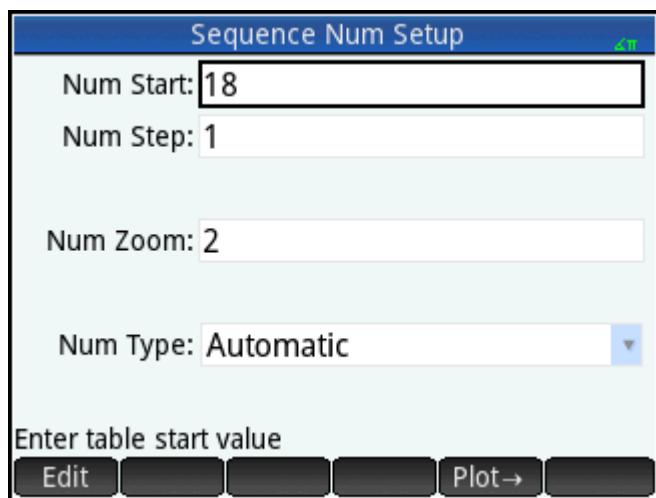 Sequence Num Setup ∡π
Num Start: 18
Num Step: 1
Num Zoom: 2
Num Type: Automatic
Enter table start value
Edit Plot→